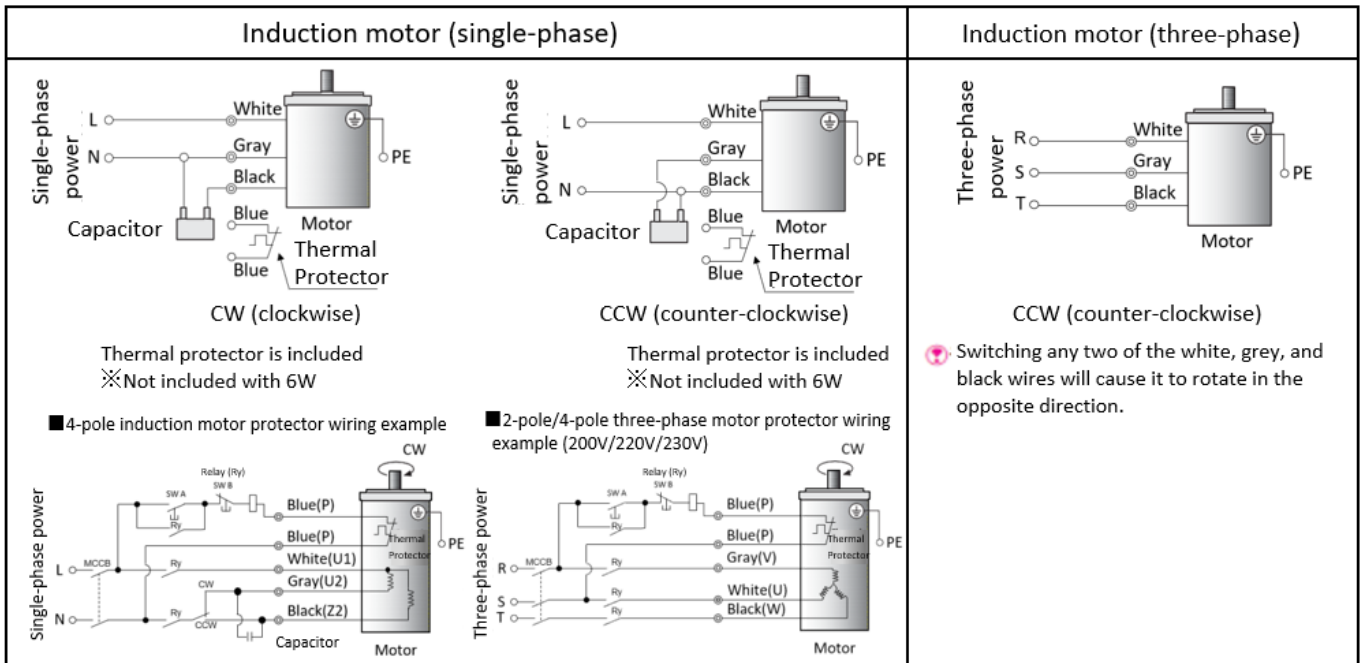 Induction motor (single-phase)
Induction motor (three-phase)
Single-phase
power
L
N
White
Gray
Black
Blue
Blue
PE
Capacitor
Motor
Thermal
Protector
CW (clockwise)
Thermal protector is included
※Not included with 6W
Single-phase
power
L
N
White
Gray
Black
Blue
Blue
PE
Capacitor
Motor
Thermal
Protector
CCW (counter-clockwise)
Thermal protector is included
※Not included with 6W
Three-phase
power
R
S
T
White
Gray
Black
PE
Motor
CCW (counter-clockwise)
Switching any two of the white, grey, and
black wires will cause it to rotate in the
opposite direction.
■4-pole induction motor protector wiring example
CW
Relay (Ry)
SW A
SW B
Ry
Blue(P)
Blue(P)
White(U1)
Gray(U2)
Black(Z2)
Thermal
Protector
PE
Single-phase power
L
N
MCCB
Ry
Ry
CW
CCW
Capacitor
Motor
■2-pole/4-pole three-phase motor protector wiring
example (200V/220V/230V)
CW
Relay (Ry)
SW A
SW B
Ry
Blue(P)
Blue(P)
Gray(V)
White(U)
Black(W)
Thermal
Protector
PE
Three-phase power
R
S
T
MCCB
Ry
Ry
Ry
Motor